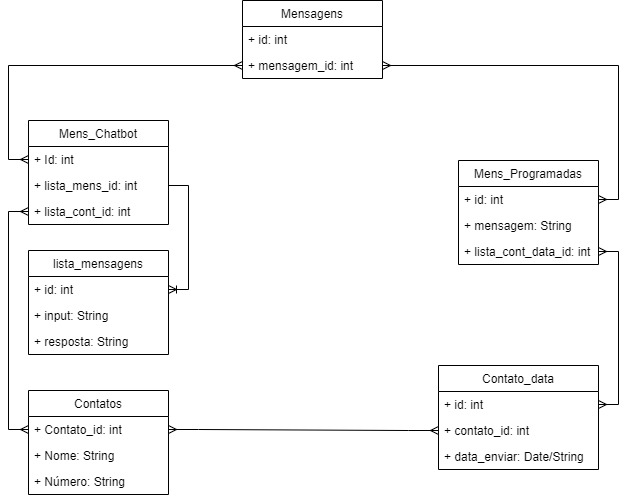 Mensagens
+ id: int
+ mensagem_id: int
Mens_Chatbot
+ Id: int
+ lista_mens_id: int
+ lista_cont_id: int
Mens_Programadas
+ id: int
+ mensagem: String
+ lista_cont_data_id: int
lista_mensagens
+ id: int
+ input: String
+ resposta: String
Contatos
+ Contato_id: int
+ Nome: String
+ Número: String
Contato_data
+ id: int
+ contato_id: int
+ data_enviar: Date/String